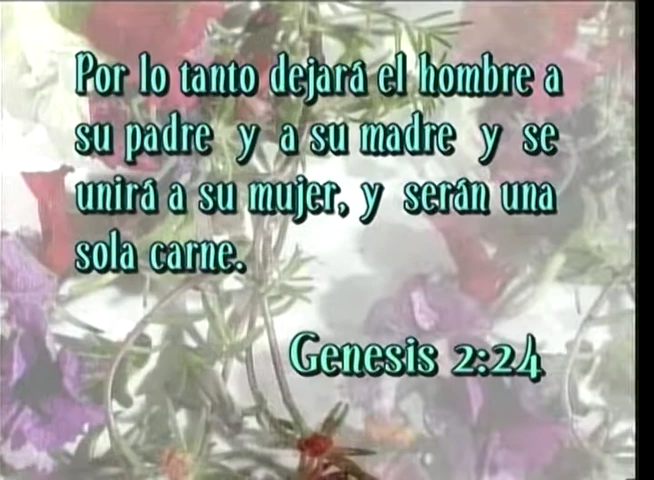 Por lo tanto dejará el hombre a
su padre y a su madre y se
unirá a su mujer, y serán una
sola carne.
Genesis 2:24